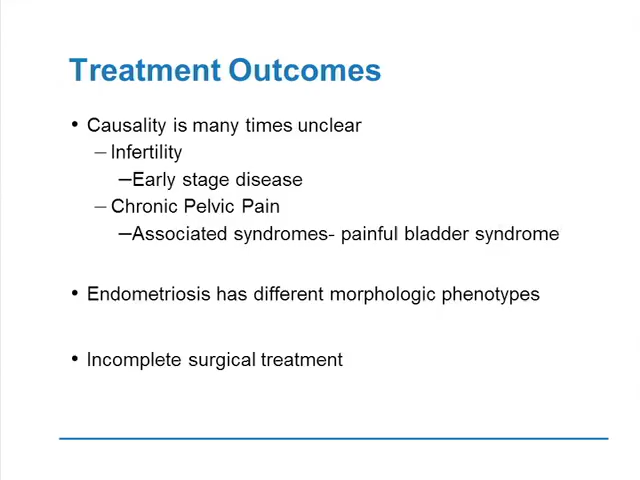 Treatment Outcomes
• Causality is many times unclear
– Infertility
–Early stage disease
– Chronic Pelvic Pain
–Associated syndromes- painful bladder syndrome
• Endometriosis has different morphologic phenotypes
• Incomplete surgical treatment